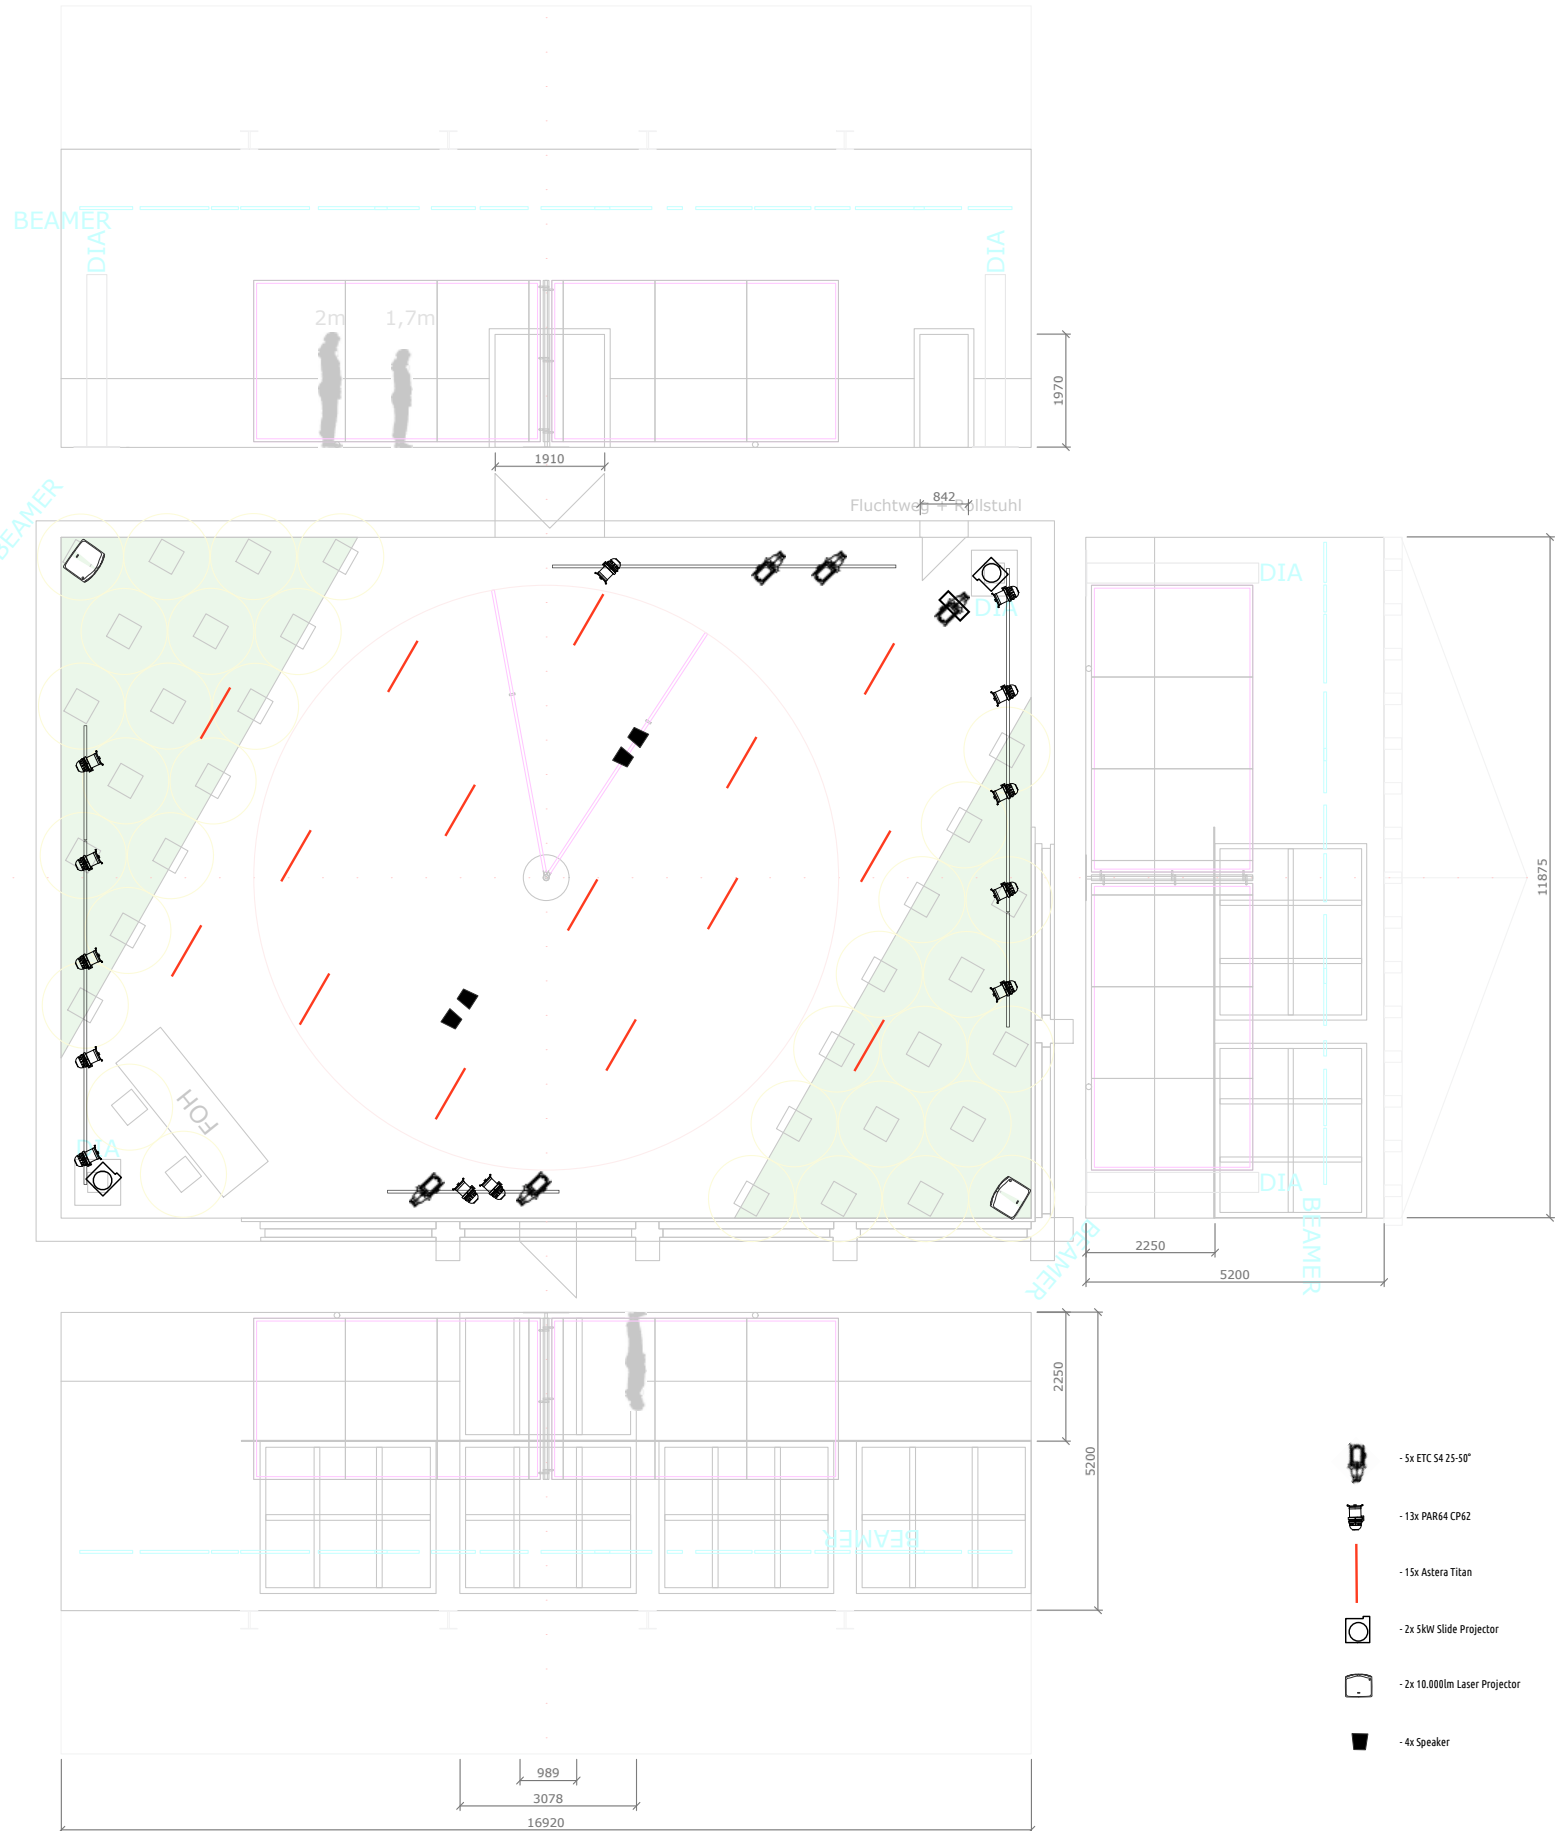 BEAMER
DIA
DIA
2m
1,7m
1970
1910
BEAMER
Fluchtweg + Rollstuhl
842
DIA
DIA
11875
FOH
DIA
DIA
BEAMER
BEAMER
2250
5200
2250
5200
BEAMER
- 5x ETC S4 25-50°
- 13x PAR64 CP62
- 15x Astera Titan
- 2x 5kW Slide Projector
- 2x 10.000lm Laser Projector
- 4x Speaker
989
3078
16920